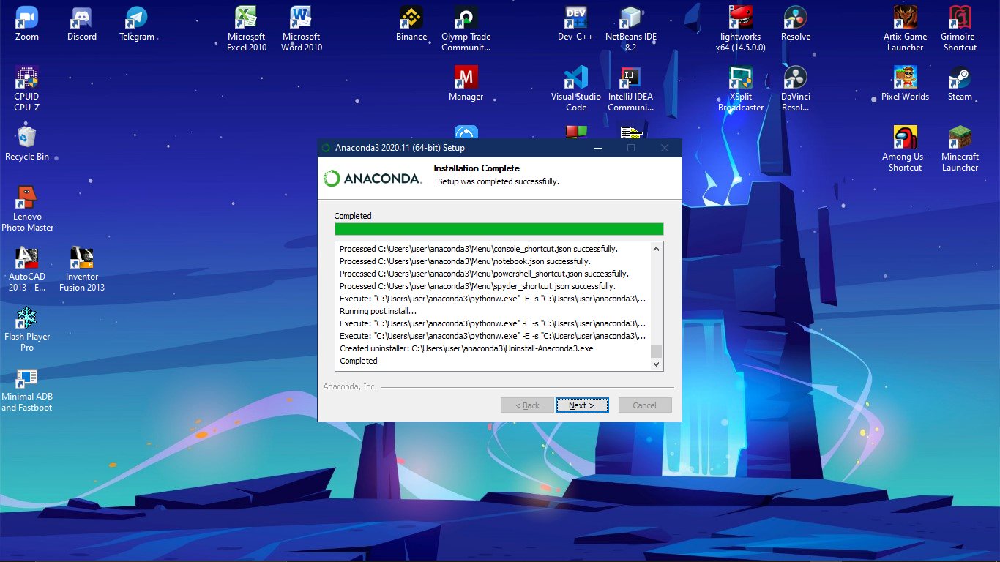 Zoom
Discord
Telegram
Microsoft
Excel 2010
Microsoft
Word 2010
Binance
Olymp Trade
Communit...
Dev-C++
NetBeans IDE
8.2
lightworks
x64 (14.5.0.0)
Resolve
Artix Game
Launcher
Grimoire -
Shortcut
CPUID
CPU-Z
Manager
Visual Studio
Code
IntelliJ IDEA
Communi...
XSplit
Broadcaster
DaVinci
Resol...
Pixel Worlds
Steam
Recycle Bin
Among Us -
Shortcut
Minecraft
Launcher
Lenovo
Photo Master
AutoCAD
2013 - E...
Inventor
Fusion 2013
Flash Player
Pro
Minimal ADB
and Fastboot
Anaconda3 2020.11 (64-bit) Setup
ANACONDA.
Installation Complete
Setup was completed successfully.
Completed
Processed C:\Users\user\anaconda3\Menu\console_shortcut.json successfully.
Processed C:\Users\user\anaconda3\Menu\notebook.json successfully.
Processed C:\Users\user\anaconda3\Menu\powershell_shortcut.json successfully.
Processed C:\Users\user\anaconda3\Menu\spyder_shortcut.json successfully.
Execute: "C:\Users\user\anaconda3\pythonw.exe" -E -s "C:\Users\user\anaconda3\...
Running post install...
Execute: "C:\Users\user\anaconda3\pythonw.exe" -E -s "C:\Users\user\anaconda3\...
Execute: "C:\Users\user\anaconda3\pythonw.exe" -E -s "C:\Users\user\anaconda3\...
Created uninstaller: C:\Users\user\anaconda3\Uninstall-Anaconda3.exe
Completed
Anaconda, Inc.
< Back
Next >
Cancel